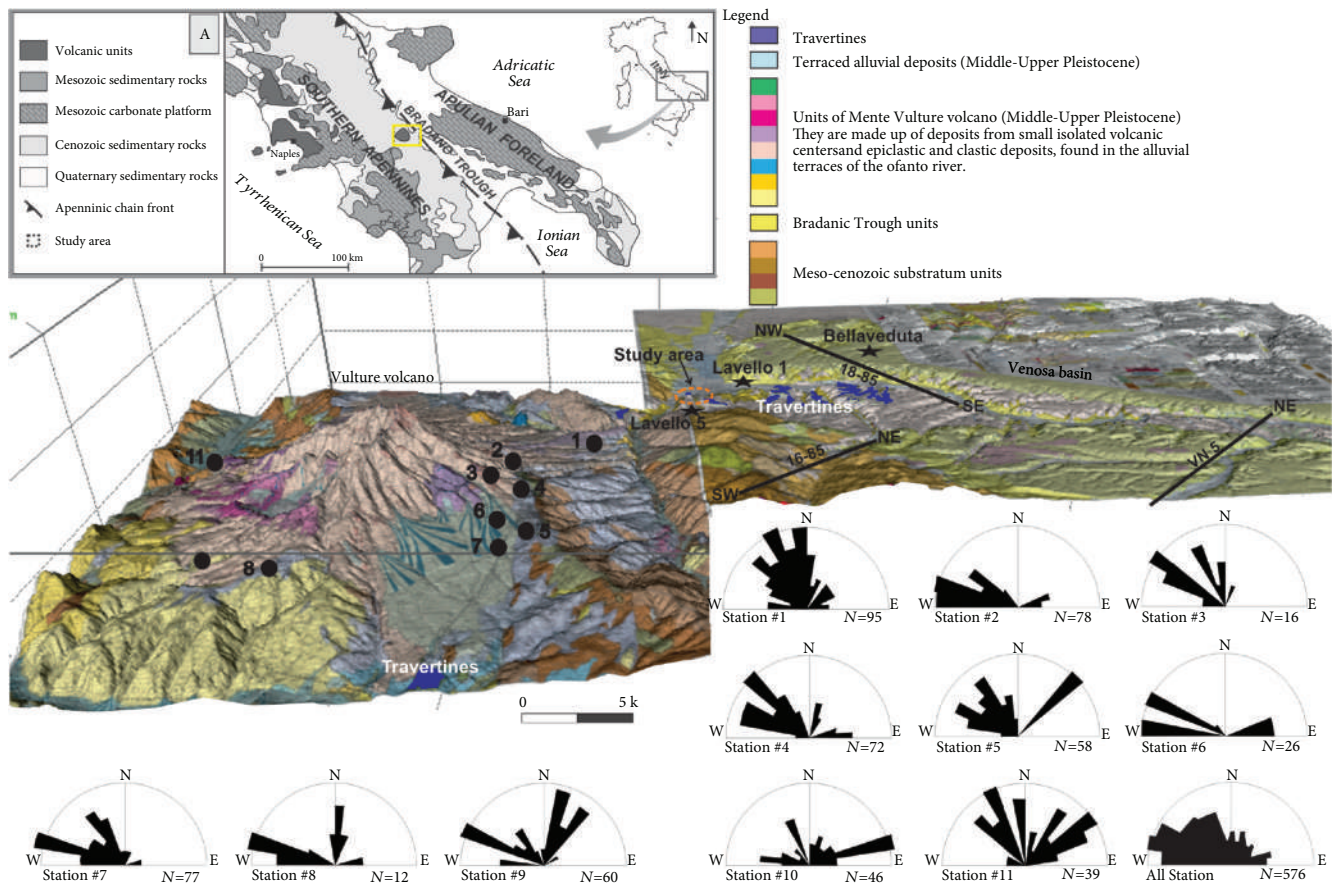 A
Volcanic units
Mesozoic sedimentary rocks
Mesozoic carbonate platform
Cenozoic sedimentary rocks
Quaternary sedimentary rocks
Apenninic chain front
Study area
Adricatic
Sea
SOUTHERN APENNINES
BRADANO TROUGH
APULIAN FORELAND
Bari
Naples
Tyrrhenican Sea
Ionian
Sea
0 100 km
Italy
N
Legend
Travertines
Terraced alluvial deposits (Middle-Upper Pleistocene)
Units of Mente Vulture volcano (Middle-Upper Pleistocene)
They are made up of deposits from small isolated volcanic
centersand epiclastic and clastic deposits, found in the alluvial
terraces of the ofanto river.
Bradanic Trough units
Meso-cenozoic substratum units
m
Vulture volcano
Study area
NW
Bellaveduta
Lavello 1
18-85
Venosa basin
Travertines
SE
Lavello 5
NE
NE
16-85
SW
VN.5
1
2
3
4
5
6
7
8
11
Travertines
0 5 k
N
W E
Station #1 N=95
N
W E
Station #2 N=78
N
W E
Station #3 N=16
N
W E
Station #4 N=72
N
W E
Station #5 N=58
N
W E
Station #6 N=26
N
W E
Station #7 N=77
N
W E
Station #8 N=12
N
W E
Station #9 N=60
N
W E
Station #10 N=46
N
W E
Station #11 N=39
N
W E
All Station N=576